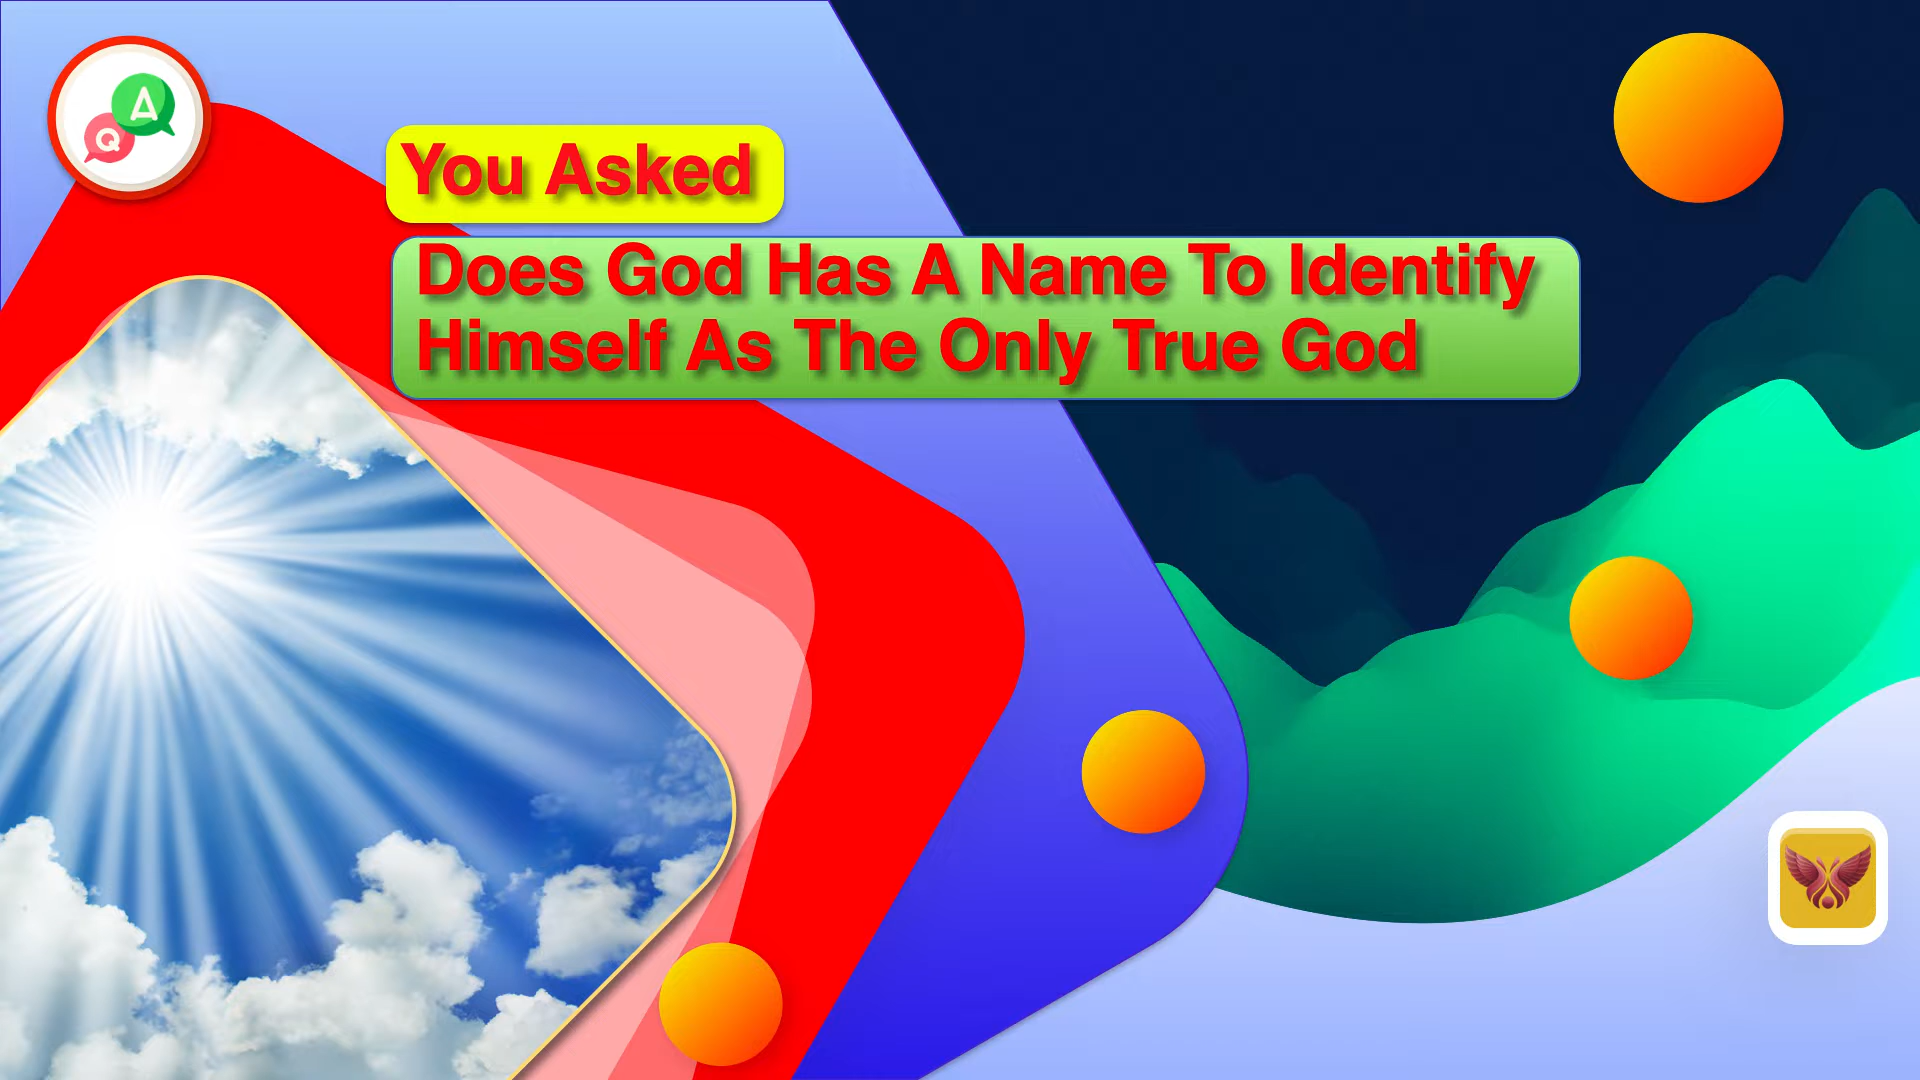 A
Q
You Asked
Does God Has A Name To Identify
Himself As The Only True God